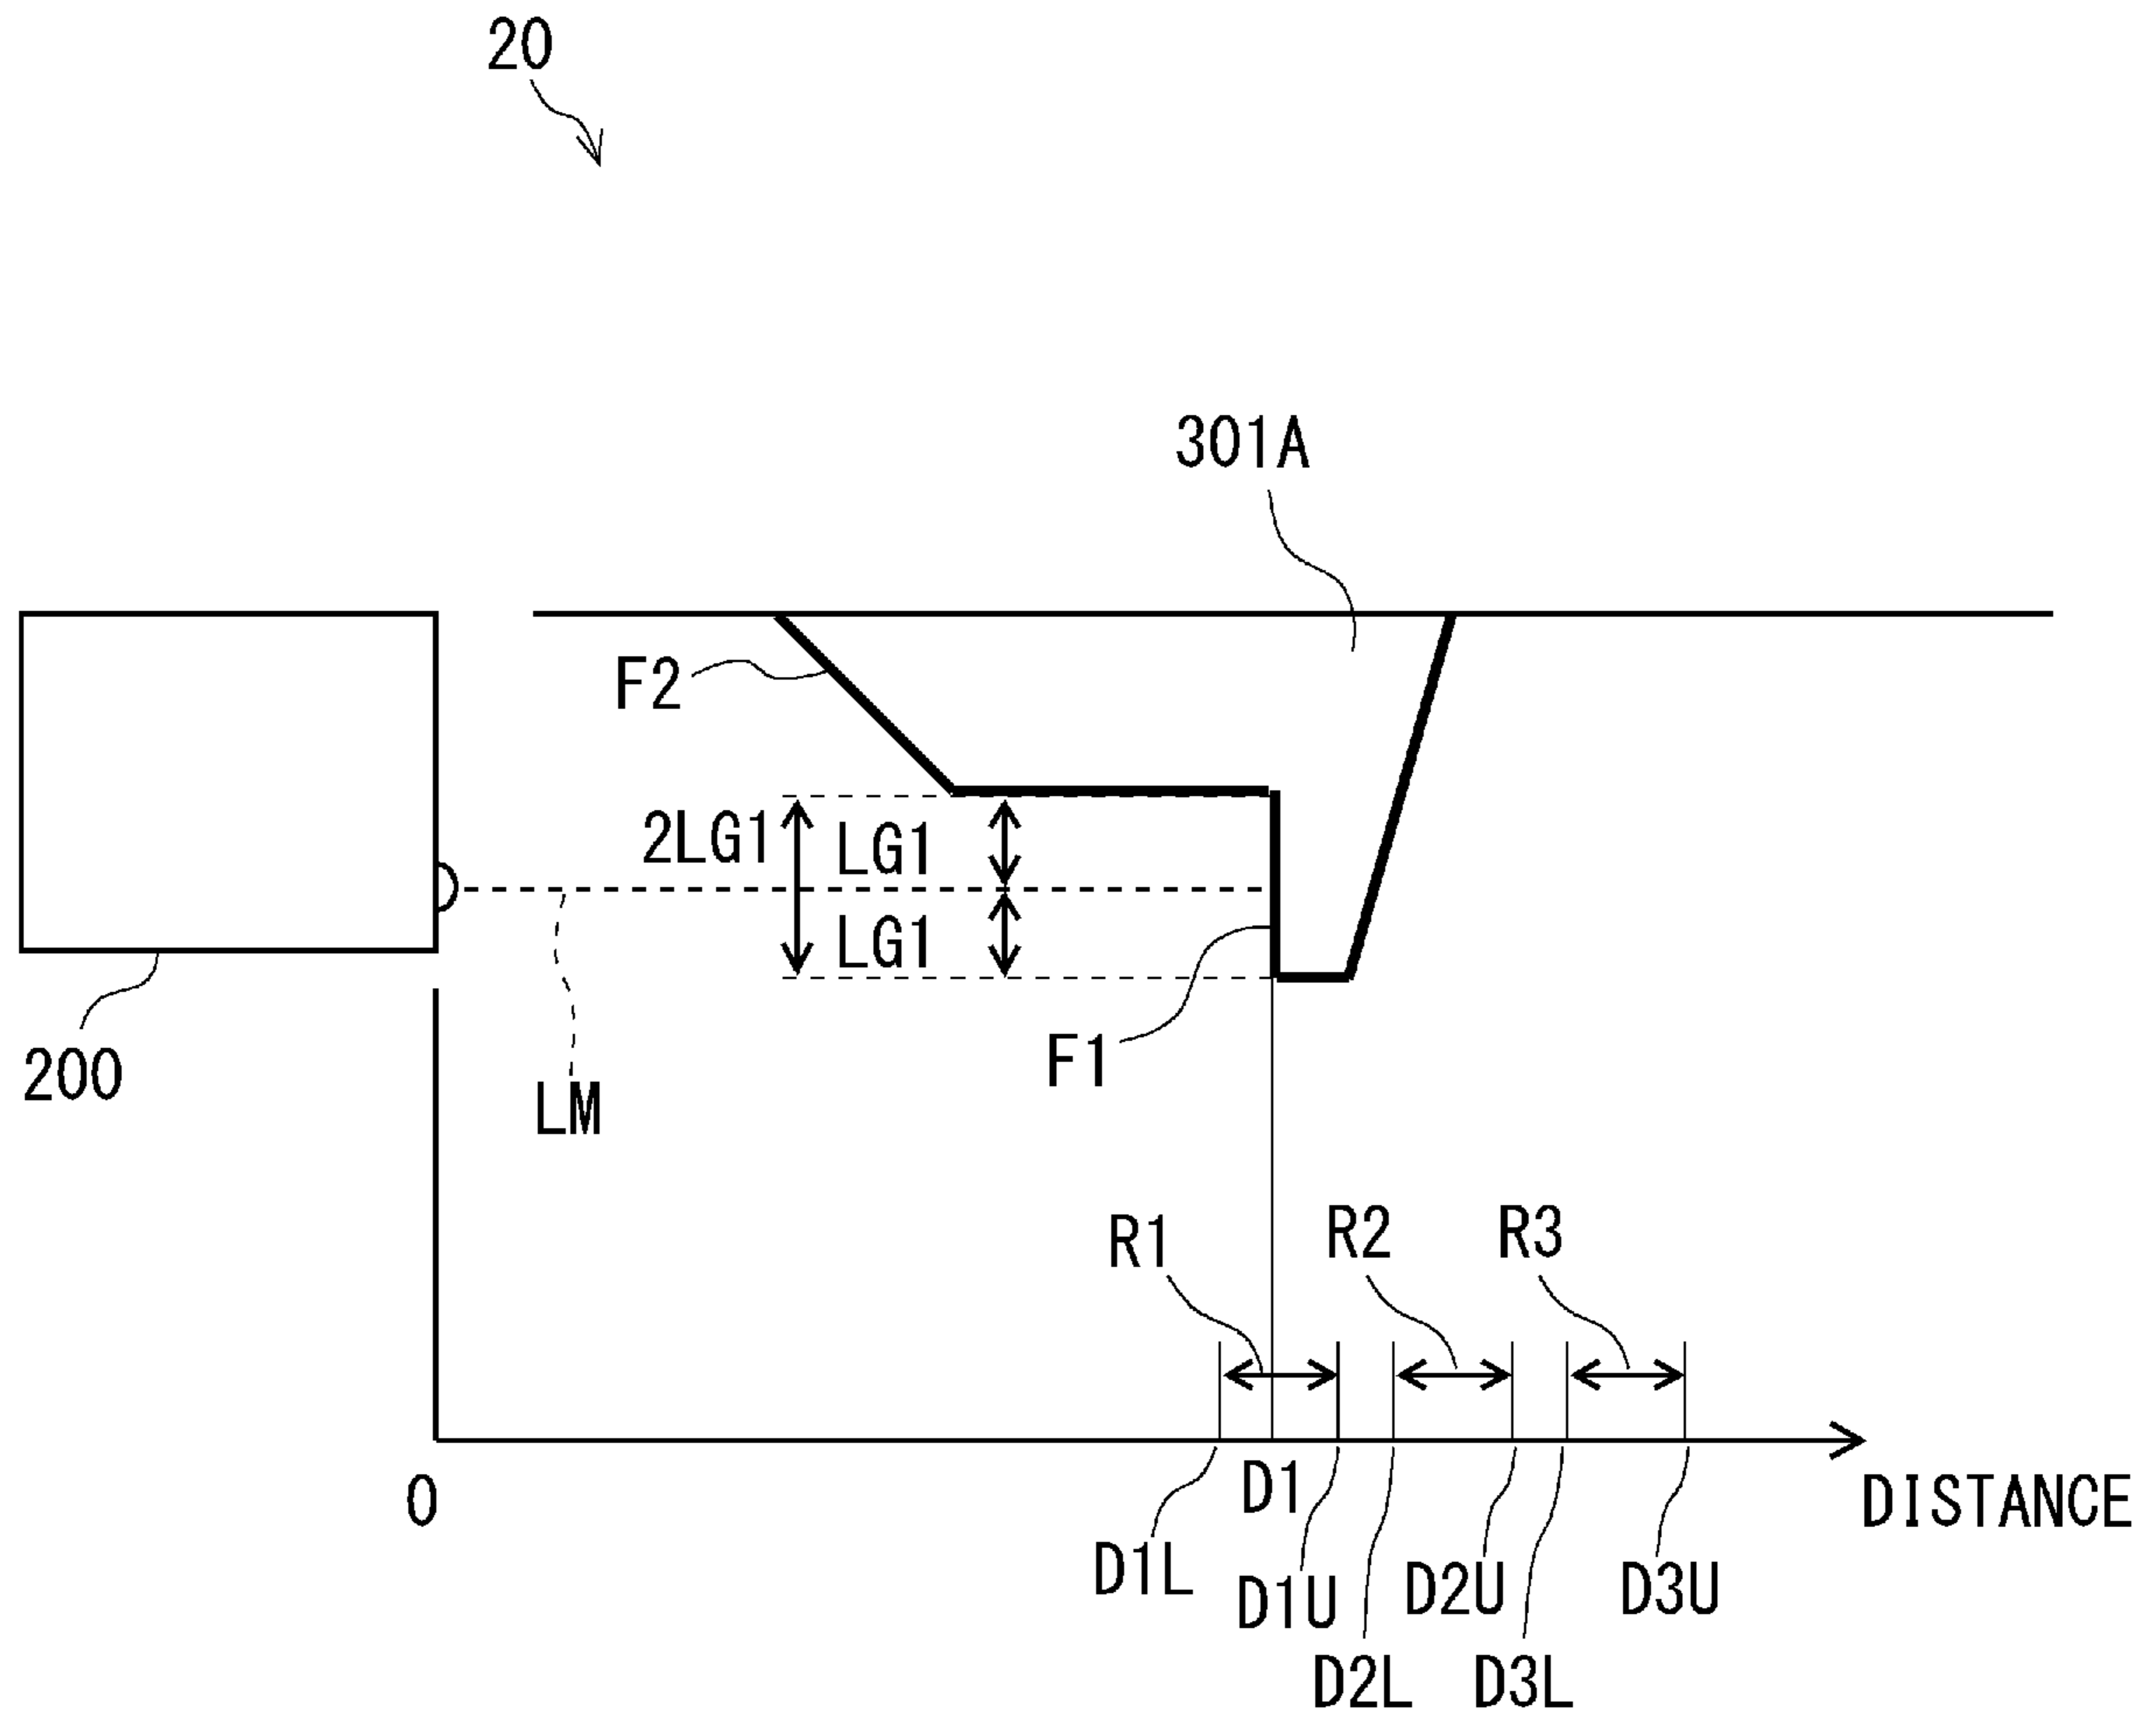 20
301A
F2
2LG1
LG1
LG1
F1
200
LM
R1
R2
R3
0
D1
DISTANCE
D1L
D1U
D2U
D3U
D2L
D3L